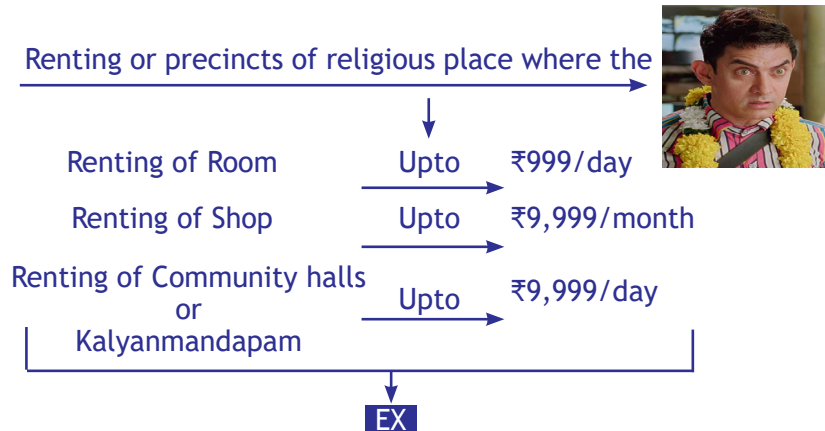 Renting or precincts of religious place where the
Renting of Room Upto ₹999/day
Renting of Shop Upto ₹9,999/month
Renting of Community halls
or
Kalyanmandapam
Upto ₹9,999/day
EX